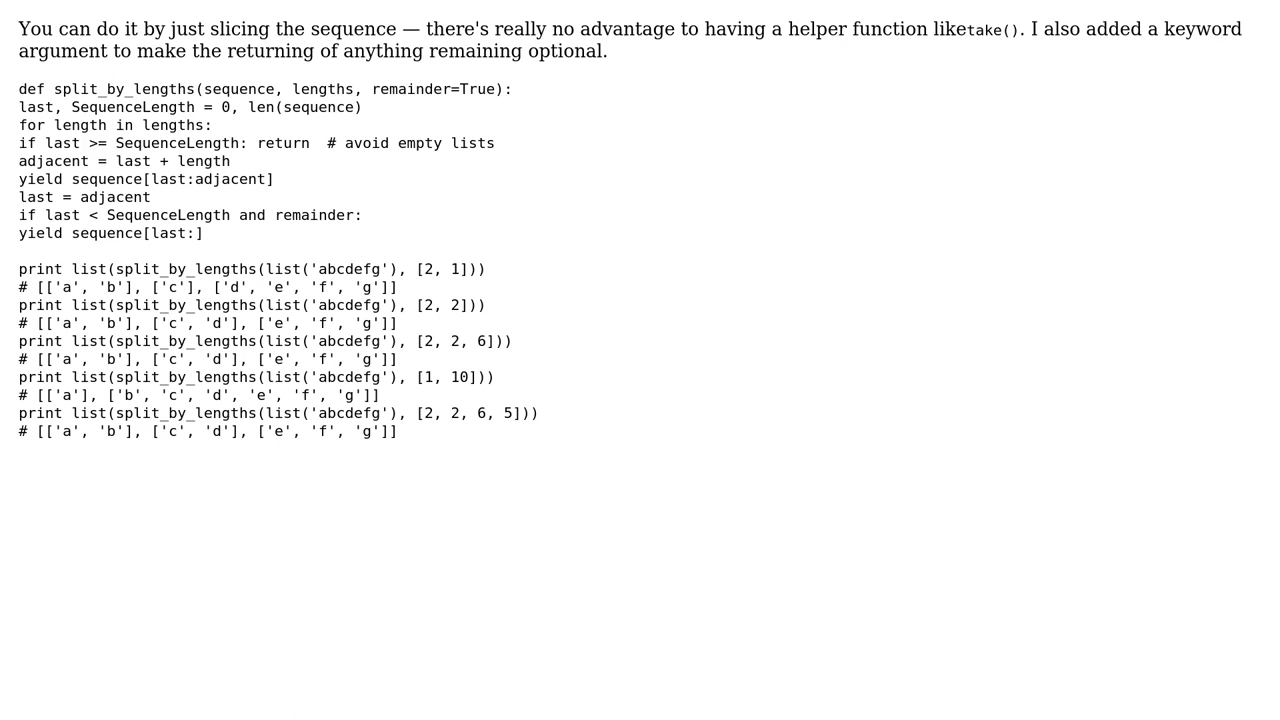 You can do it by just slicing the sequence — there's really no advantage to having a helper function liketake(). I also added a keyword
argument to make the returning of anything remaining optional.
def split_by_lengths(sequence, lengths, remainder=True):
last, SequenceLength = 0, len(sequence)
for length in lengths:
if last >= SequenceLength: return  # avoid empty lists
adjacent = last + length
yield sequence[last:adjacent]
last = adjacent
if last < SequenceLength and remainder:
yield sequence[last:]
print list(split_by_lengths(list('abcdefg'), [2, 1]))
# [['a', 'b'], ['c'], ['d', 'e', 'f', 'g']]
print list(split_by_lengths(list('abcdefg'), [2, 2]))
# [['a', 'b'], ['c', 'd'], ['e', 'f', 'g']]
print list(split_by_lengths(list('abcdefg'), [2, 2, 6]))
# [['a', 'b'], ['c', 'd'], ['e', 'f', 'g']]
print list(split_by_lengths(list('abcdefg'), [1, 10]))
# [['a'], ['b', 'c', 'd', 'e', 'f', 'g']]
print list(split_by_lengths(list('abcdefg'), [2, 2, 6, 5]))
# [['a', 'b'], ['c', 'd'], ['e', 'f', 'g']]